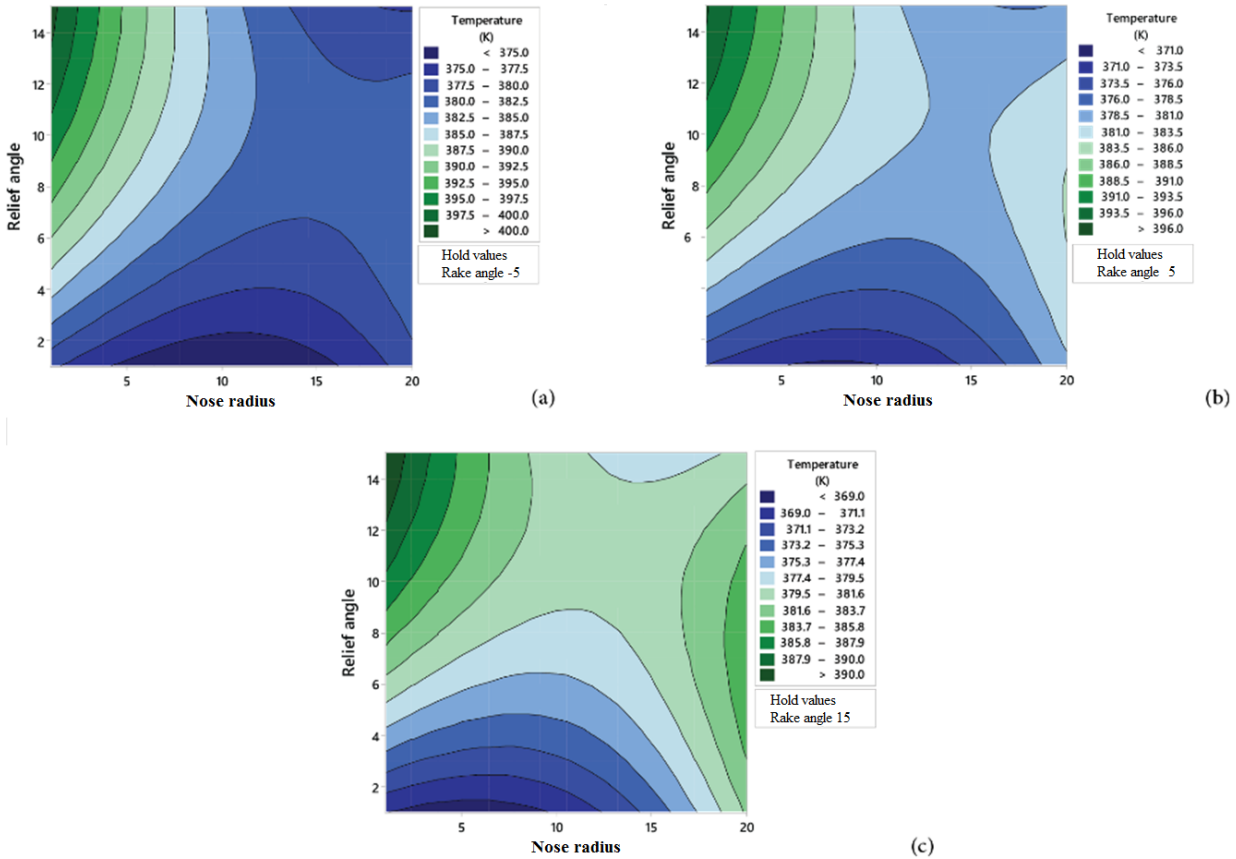 Temperature
(K)
< 375.0
375.0 – 377.5
377.5 – 380.0
380.0 – 382.5
382.5 – 385.0
385.0 – 387.5
387.5 – 390.0
390.0 – 392.5
392.5 – 395.0
395.0 – 397.5
397.5 – 400.0
> 400.0
Hold values
Rake angle -5
Relief angle
14
12
10
8
6
4
2
5 10 15 20
Nose radius
(a)
Temperature
(K)
< 371.0
371.0 – 373.5
373.5 – 376.0
376.0 – 378.5
378.5 – 381.0
381.0 – 383.5
383.5 – 386.0
386.0 – 388.5
388.5 – 391.0
391.0 – 393.5
393.5 – 396.0
> 396.0
Hold values
Rake angle 5
Relief angle
14
12
10
8
6
4
2
5 10 15 20
Nose radius
(b)
Temperature
(K)
< 369.0
369.0 – 371.1
371.1 – 373.2
373.2 – 375.3
375.3 – 377.4
377.4 – 379.5
379.5 – 381.6
381.6 – 383.7
383.7 – 385.8
385.8 – 387.9
387.9 – 390.0
> 390.0
Hold values
Rake angle 15
Relief angle
14
12
10
8
6
4
2
5 10 15 20
Nose radius
(c)